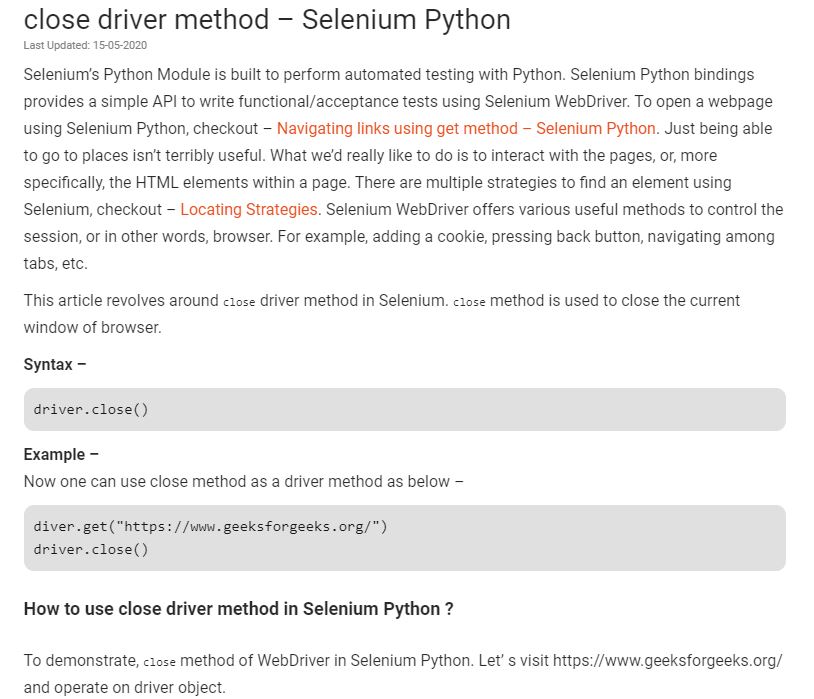 close driver method – Selenium Python
Last Updated: 15-05-2020
Selenium's Python Module is built to perform automated testing with Python. Selenium Python bindings
provides a simple API to write functional/acceptance tests using Selenium WebDriver. To open a webpage
using Selenium Python, checkout – Navigating links using get method – Selenium Python. Just being able
to go to places isn't terribly useful. What we'd really like to do is to interact with the pages, or, more
specifically, the HTML elements within a page. There are multiple strategies to find an element using
Selenium, checkout – Locating Strategies. Selenium WebDriver offers various useful methods to control the
session, or in other words, browser. For example, adding a cookie, pressing back button, navigating among
tabs, etc.
This article revolves around close driver method in Selenium. close method is used to close the current
window of browser.
Syntax –
driver.close()
Example –
Now one can use close method as a driver method as below –
diver.get("https://www.geeksforgeeks.org/")
driver.close()
How to use close driver method in Selenium Python ?
To demonstrate, close method of WebDriver in Selenium Python. Let' s visit https://www.geeksforgeeks.org/
and operate on driver object.